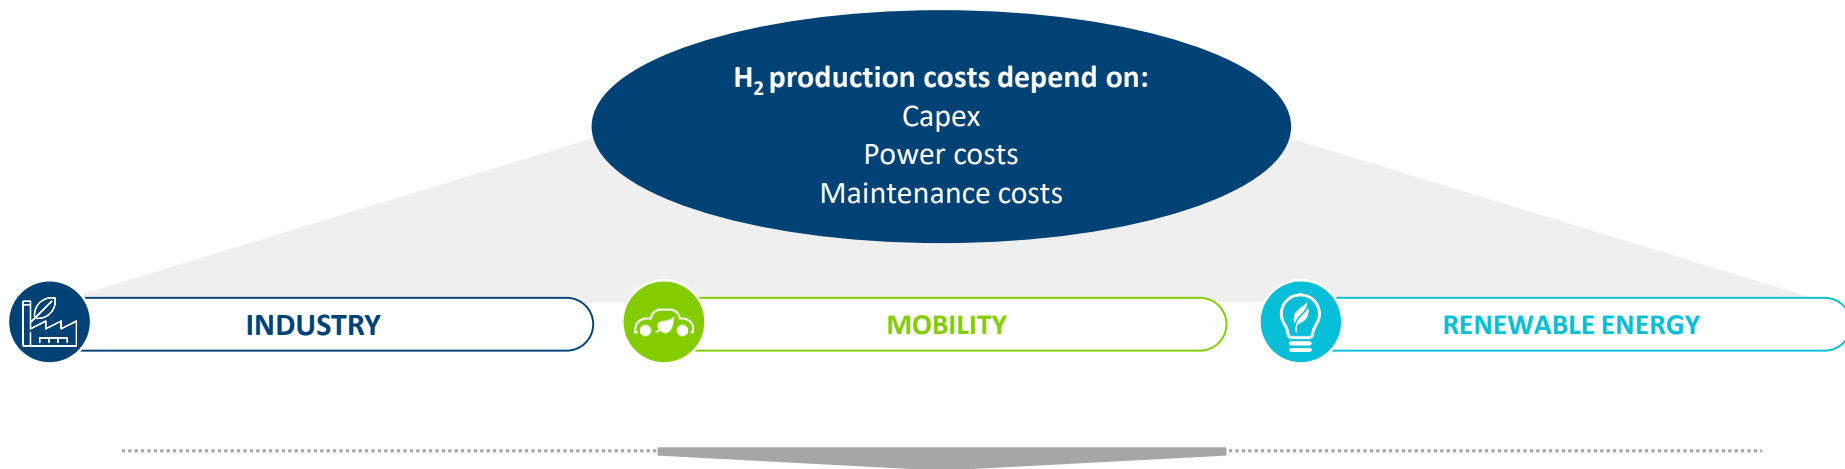 H₂ production costs depend on:
Capex
Power costs
Maintenance costs
INDUSTRY
MOBILITY
RENEWABLE ENERGY